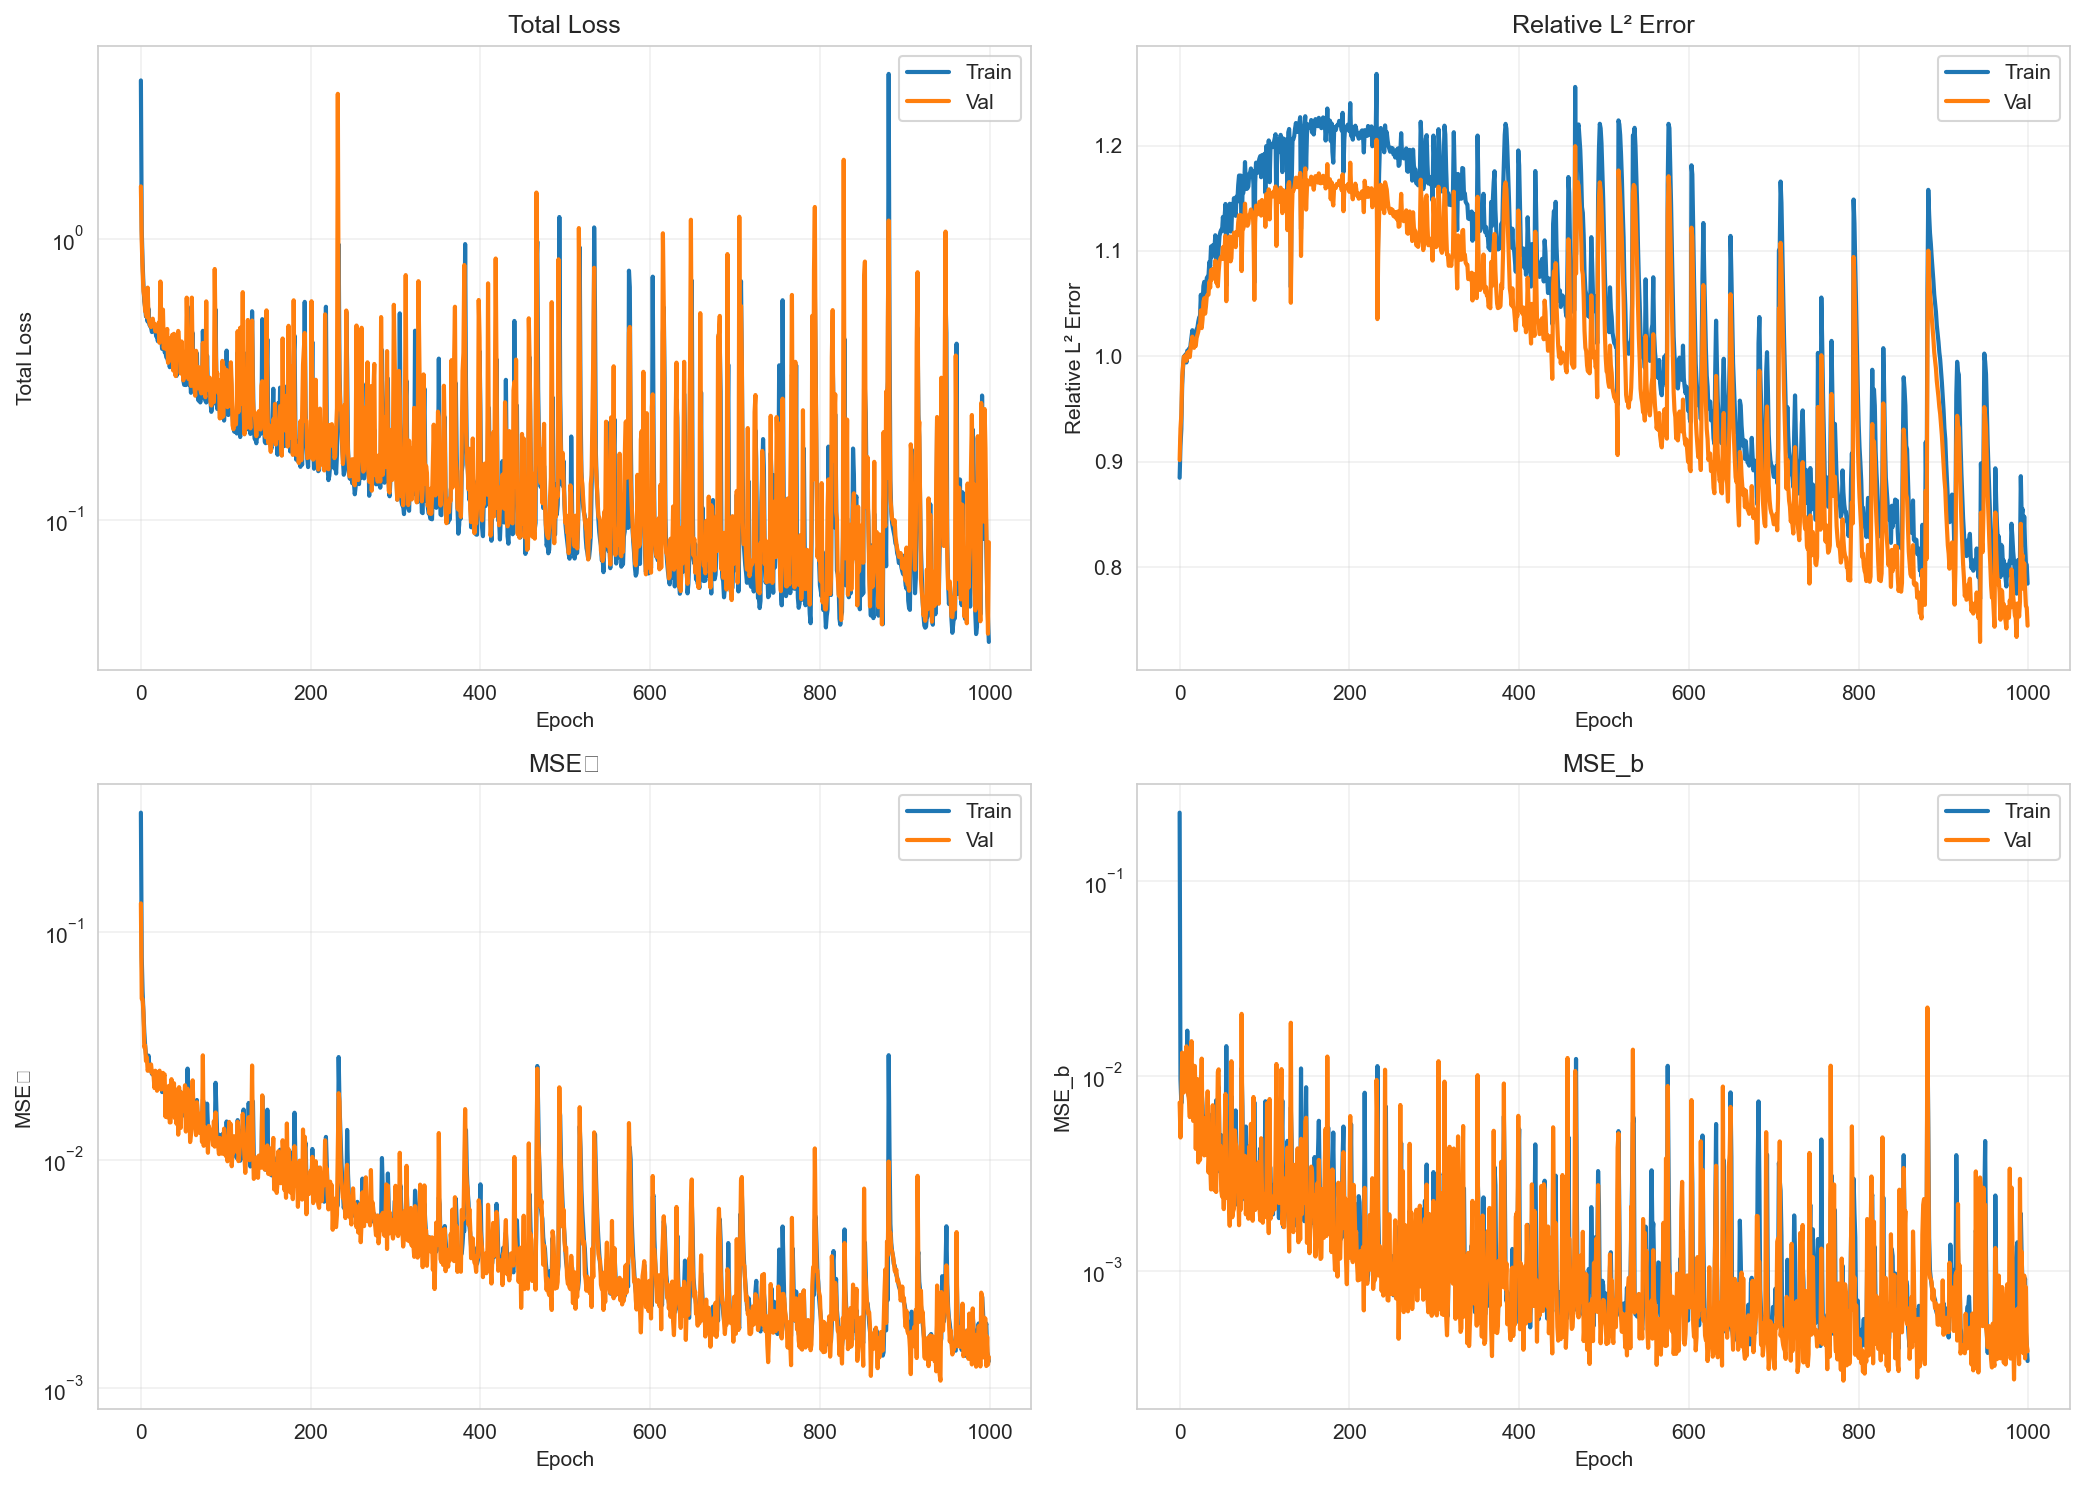 Total Loss
Train
Val
Total Loss
10⁰
10⁻¹
0 200 400 600 800 1000
Epoch
Relative L² Error
Train
Val
Relative L² Error
1.2
1.1
1.0
0.9
0.8
0 200 400 600 800 1000
Epoch
MSE□
Train
Val
MSE□
10⁻¹
10⁻²
10⁻³
0 200 400 600 800 1000
Epoch
MSE_b
Train
Val
MSE_b
10⁻¹
10⁻²
10⁻³
0 200 400 600 800 1000
Epoch